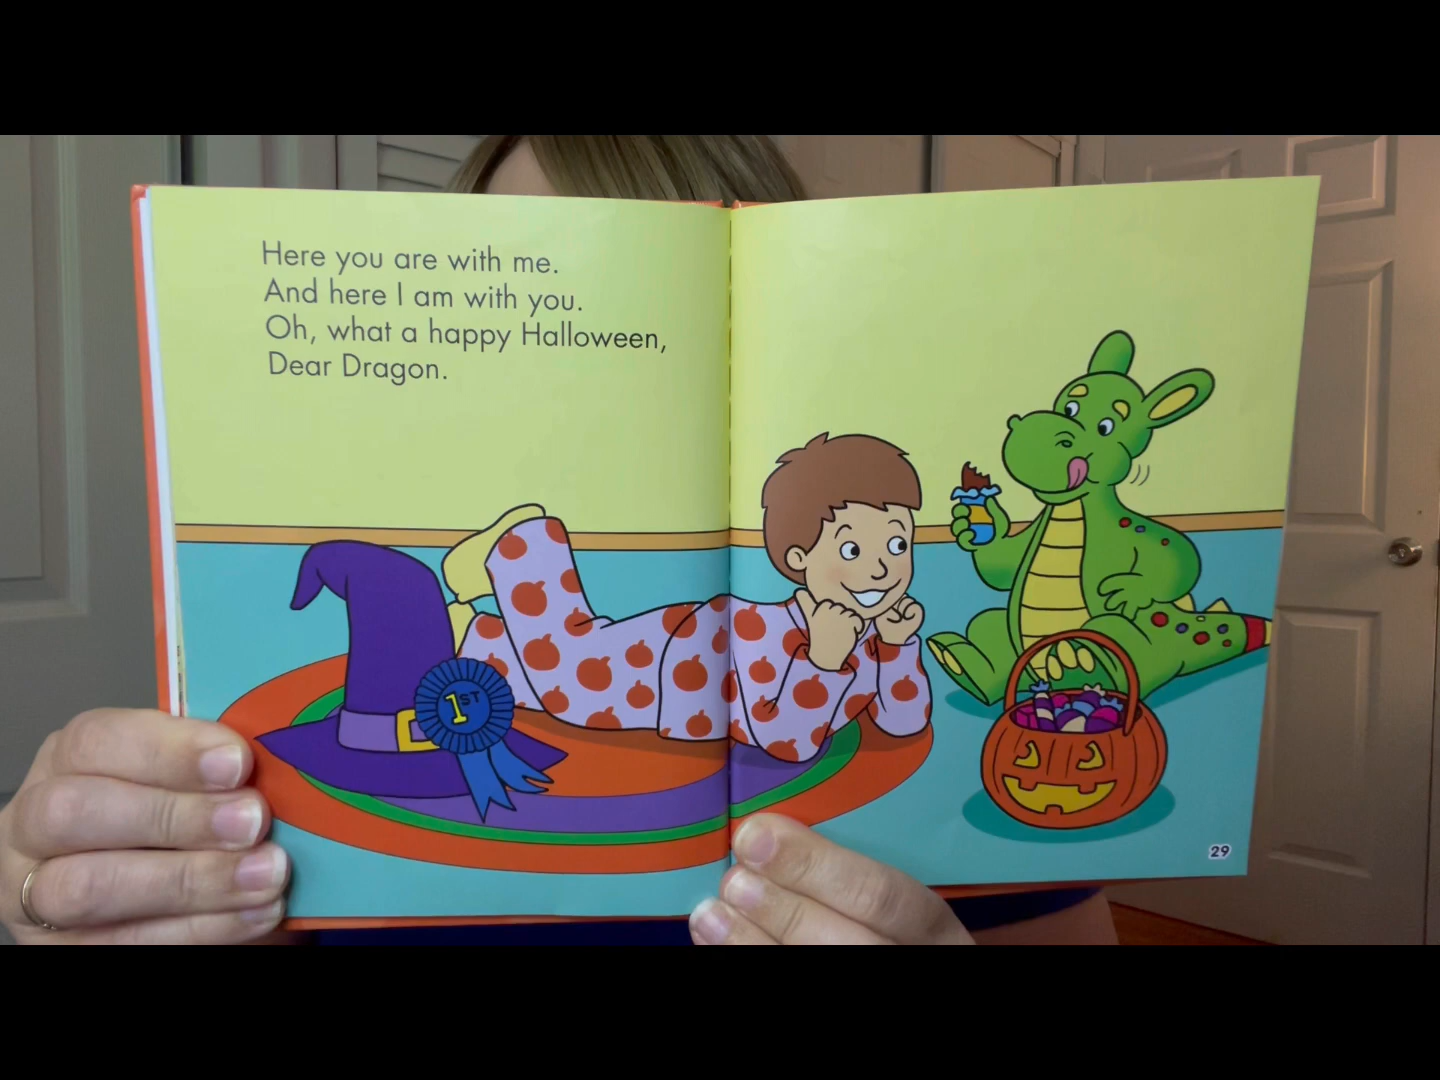 Here you are with me.
And here I am with you.
Oh, what a happy Halloween,
Dear Dragon.
1ST
29